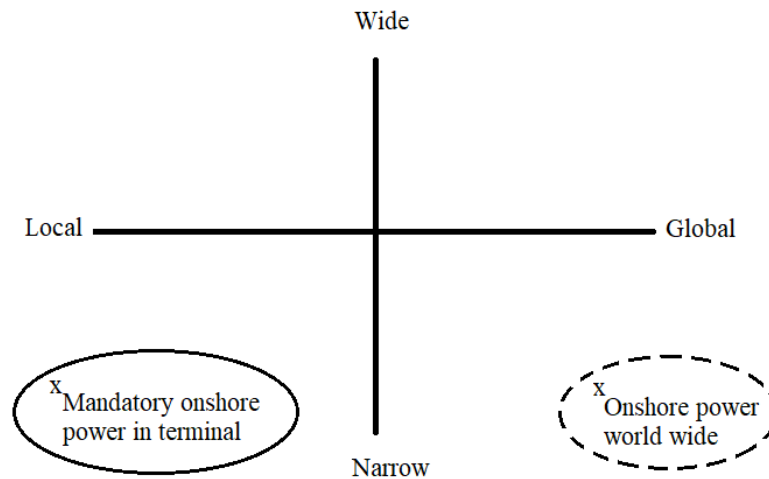 Wide
Local
Global
x
Mandatory onshore
power in terminal
x
Onshore power
world wide
Narrow